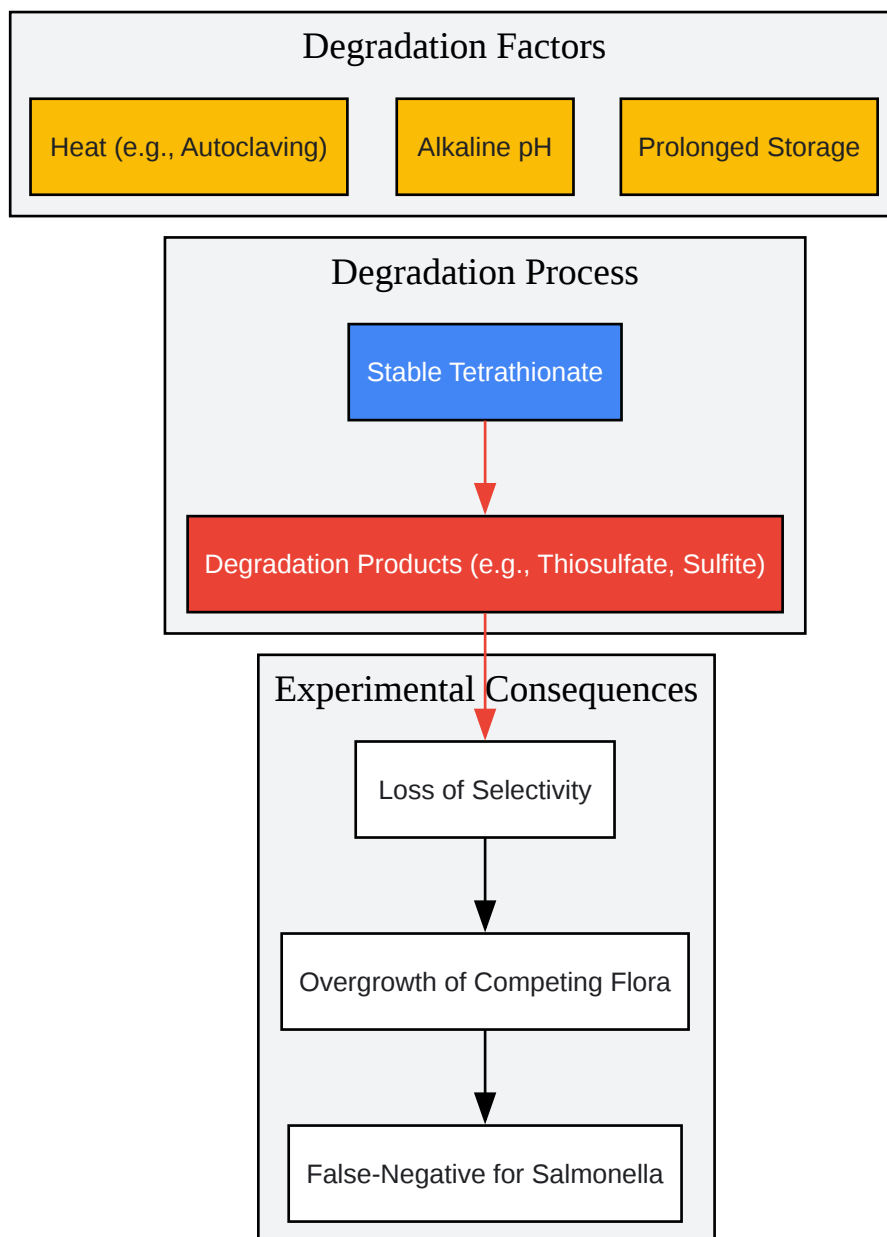 Degradation Factors
Heat (e.g., Autoclaving)
Alkaline pH
Prolonged Storage
Degradation Process
Stable Tetrathionate
Degradation Products (e.g., Thiosulfate, Sulfite)
Experimental Consequences
Loss of Selectivity
Overgrowth of Competing Flora
False-Negative for Salmonella